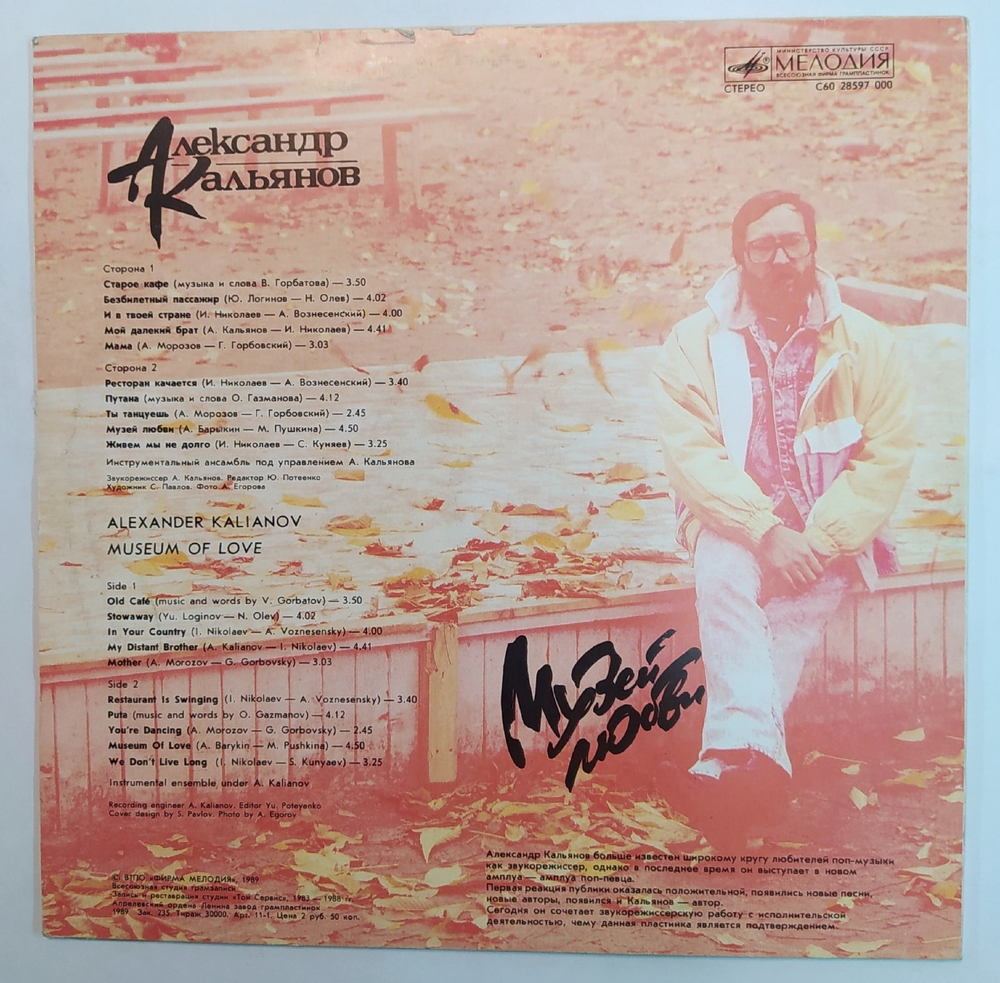 МИНИСТЕРСТВО КУЛЬТУРЫ СССР
МЕЛОДИЯ
ВСЕСОЮЗНАЯ ФИРМА ГРАМПЛАСТИНОК
СТЕРЕО С60 28597 000
Александр
Кальянов
Сторона 1
Старое кафе (музыка и слова В. Горбатова) — 3.50
Безбилетный пассажир (Ю. Логинов — Н. Олев) — 4.02
И в твоей стране (И. Николаев — А. Вознесенский) — 4.00
Мой далекий брат (А. Кальянов — И. Николаев) — 4.41
Мама (А. Морозов — Г. Горбовский) — 3.03
Сторона 2
Ресторан качается (И. Николаев — А. Вознесенский) — 3.40
Путана (музыка и слова О. Газманова) — 4.12
Ты танцуешь (А. Морозов — Г. Горбовский) — 2.45
Музей любви (А. Барыкин — М. Пушкина) — 4.50
Живем мы не долго (И. Николаев — С. Куняев) — 3.25
Инструментальный ансамбль под управлением А. Кальянова
Звукорежиссер А. Кальянов. Редактор Ю. Потеенко
Художник С. Павлов. Фото А. Егорова
ALEXANDER KALIANOV
MUSEUM OF LOVE
Side 1
Old Café (music and words by V. Gorbatov) — 3.50
Stowaway (Yu. Loginov — N. Olev) — 4.02
In Your Country (I. Nikolaev — A. Voznesensky) — 4.00
My Distant Brother (A. Kalianov — I. Nikolaev) — 4.41
Mother (A. Morozov — G. Gorbovsky) — 3.03
Side 2
Restaurant Is Swinging (I. Nikolaev — A. Voznesensky) — 3.40
Puta (music and words by O. Gazmanov) — 4.12
You're Dancing (A. Morozov — G. Gorbovsky) — 2.45
Museum Of Love (A. Barykin — M. Pushkina) — 4.50
We Don't Live Long (I. Nikolaev — S. Kunyaev) — 3.25
Instrumental ensemble under A. Kalianov
Recording engineer A. Kalianov. Editor Yu. Poteyenko
Cover design by S. Pavlov. Photo by A. Egorov
Музей
любви
© ВТПО «ФИРМА МЕЛОДИЯ», 1989
Всесоюзная студия грамзаписи
Запись и реставрация студии «Тон Сервис», 1983 — 1988 гг.
Апрелевский ордена Ленина завод грампластинок
1989. Зак. 235. Тираж 30000. Арт. 11-1. Цена 2 руб. 50 коп.
Александр Кальянов больше известен широкому кругу любителей поп-музыки
как звукорежиссер, однако в последнее время он выступает в новом
амплуа — амплуа поп-певца.
Первая реакция публики оказалась положительной, появились новые песни,
новые авторы, появился и Кальянов — автор.
Сегодня он сочетает звукорежиссерскую работу с исполнительской
деятельностью, чему данная пластинка является подтверждением.